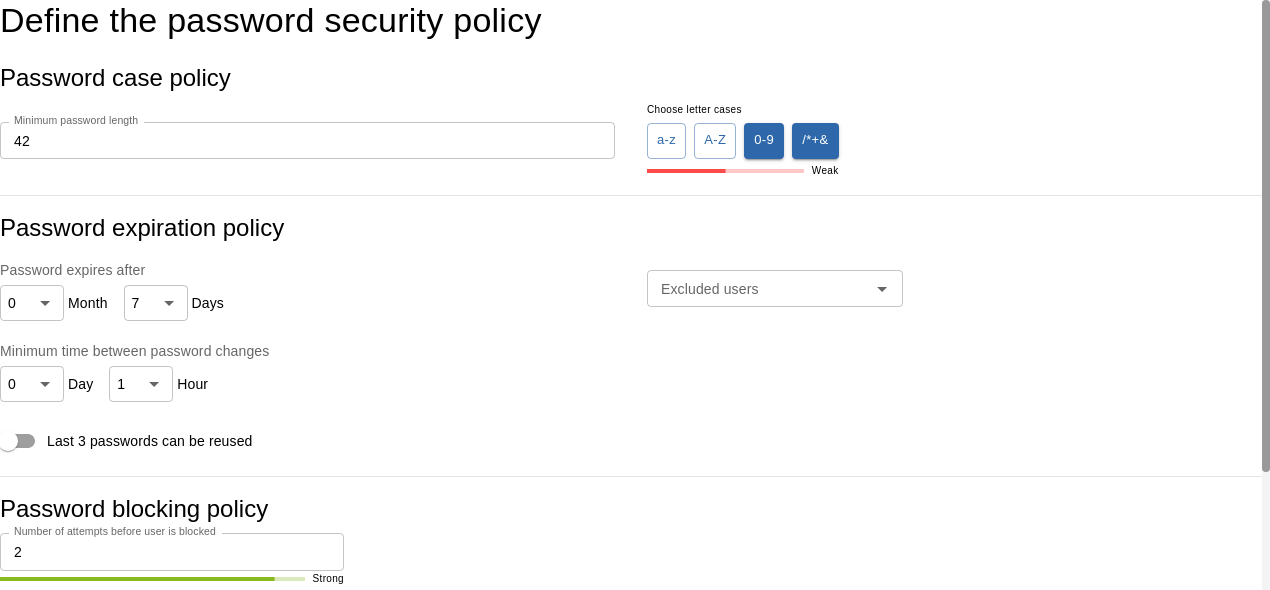 Define the password security policy
Password case policy
Minimum password length
42
Choose letter cases
a-z A-Z 0-9 /*+&
Weak
Password expiration policy
Password expires after
0 Month 7 Days
Excluded users
Minimum time between password changes
0 Day 1 Hour
Last 3 passwords can be reused
Password blocking policy
Number of attempts before user is blocked
2
Strong